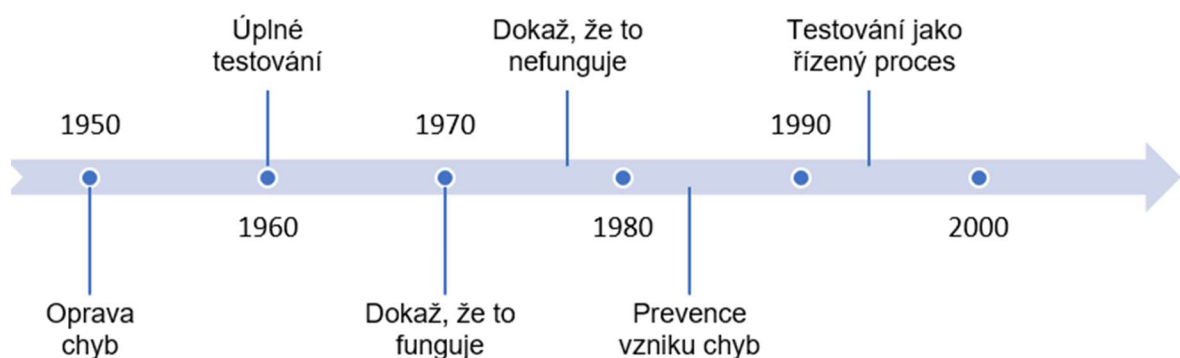 Úplné
testování
Dokaž, že to
nefunguje
Testování jako
řízený proces
1950
1970
1990
1960
1980
2000
Oprava
chyb
Dokaž, že to
funguje
Prevence
vzniku chyb